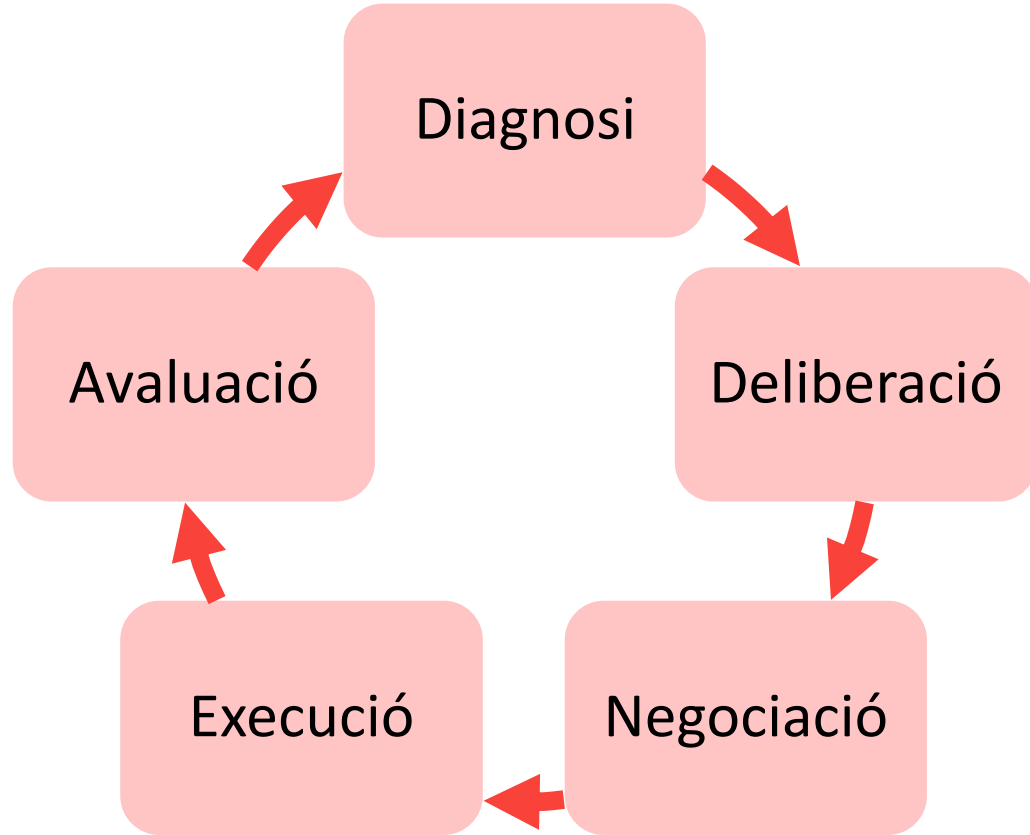 Diagnosi
Deliberació
Negociació
Execució
Avaluació